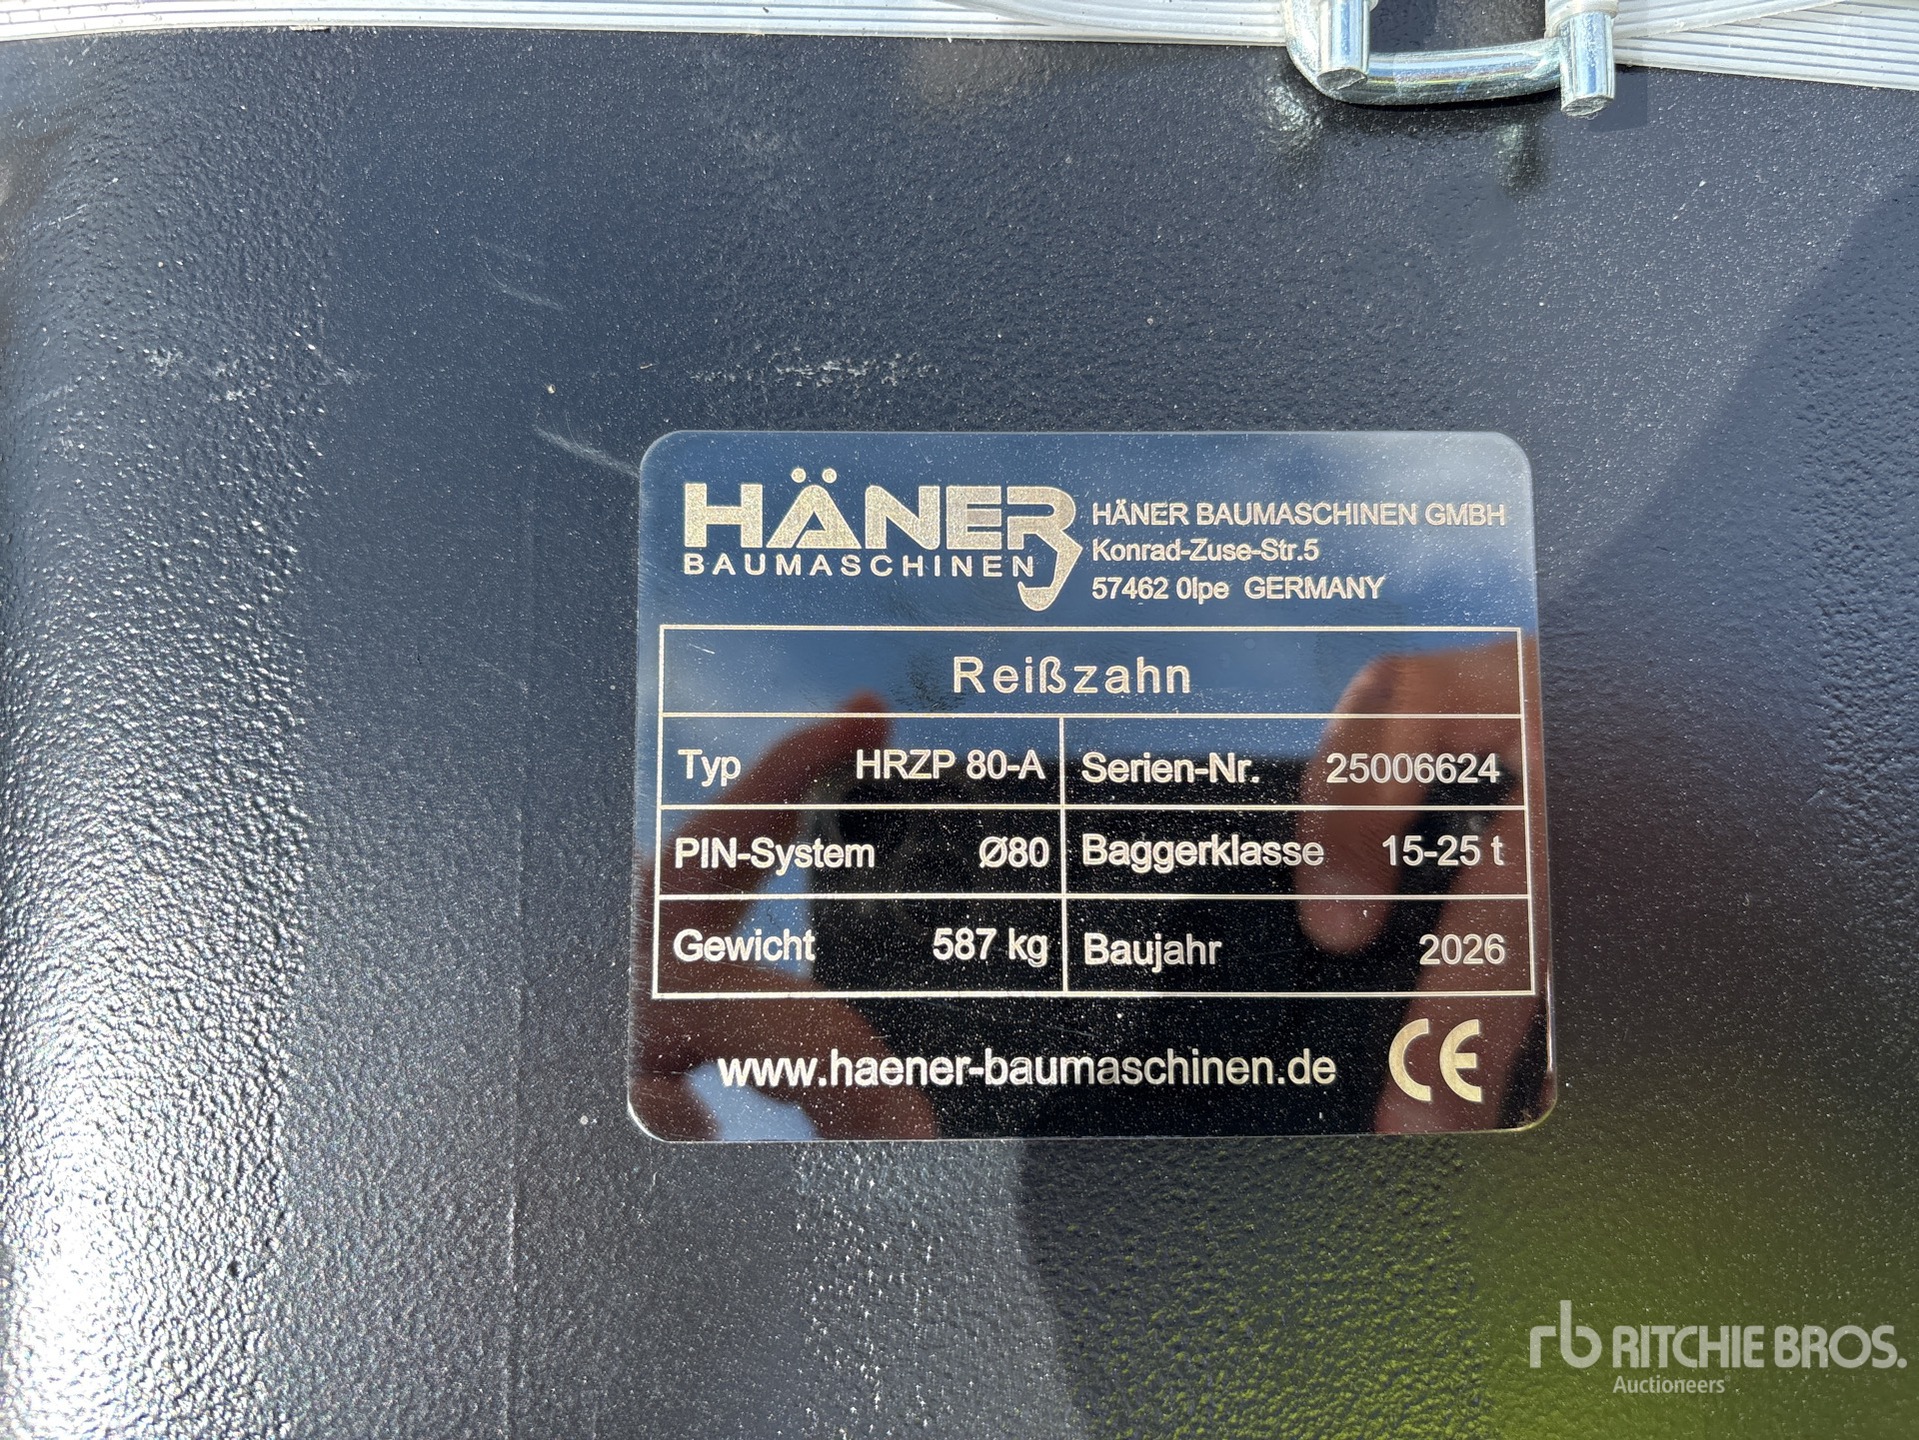 HÄNER
BAUMASCHINEN
HÄNER BAUMASCHINEN GMBH
Konrad-Zuse-Str.5
57462 0lpe GERMANY
Reißzahn
Typ HRZP 80-A Serien-Nr. 25006624
PIN-System Ø80 Baggerklasse 15-25 t
Gewicht 587 kg Baujahr 2026
www.haener-baumaschinen.de CE
rb RITCHIE BROS.
Auctioneers